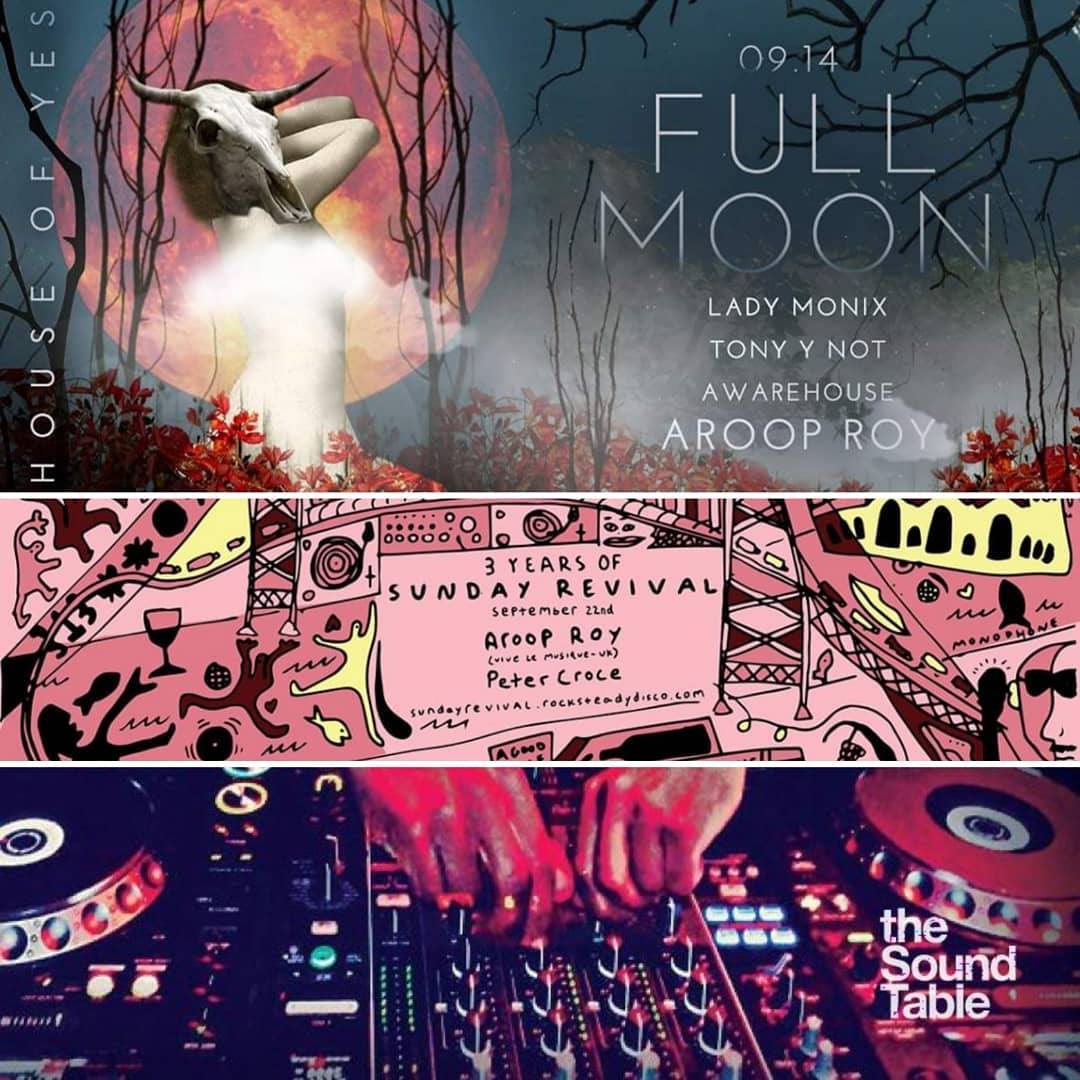 HOUSE OF YES
09.14
FULL
MOON
LADY MONIX
TONY Y NOT
AWAREHOUSE
AROOP ROY
3 YEARS OF
SUNDAY REVIVAL
september 22nd
Aroop Roy
(vive Le musique-uk)
Peter Croce
sundayrevival.rocksteadydisco.com
MONOPHONE
A GOOD
the
Sound
Table